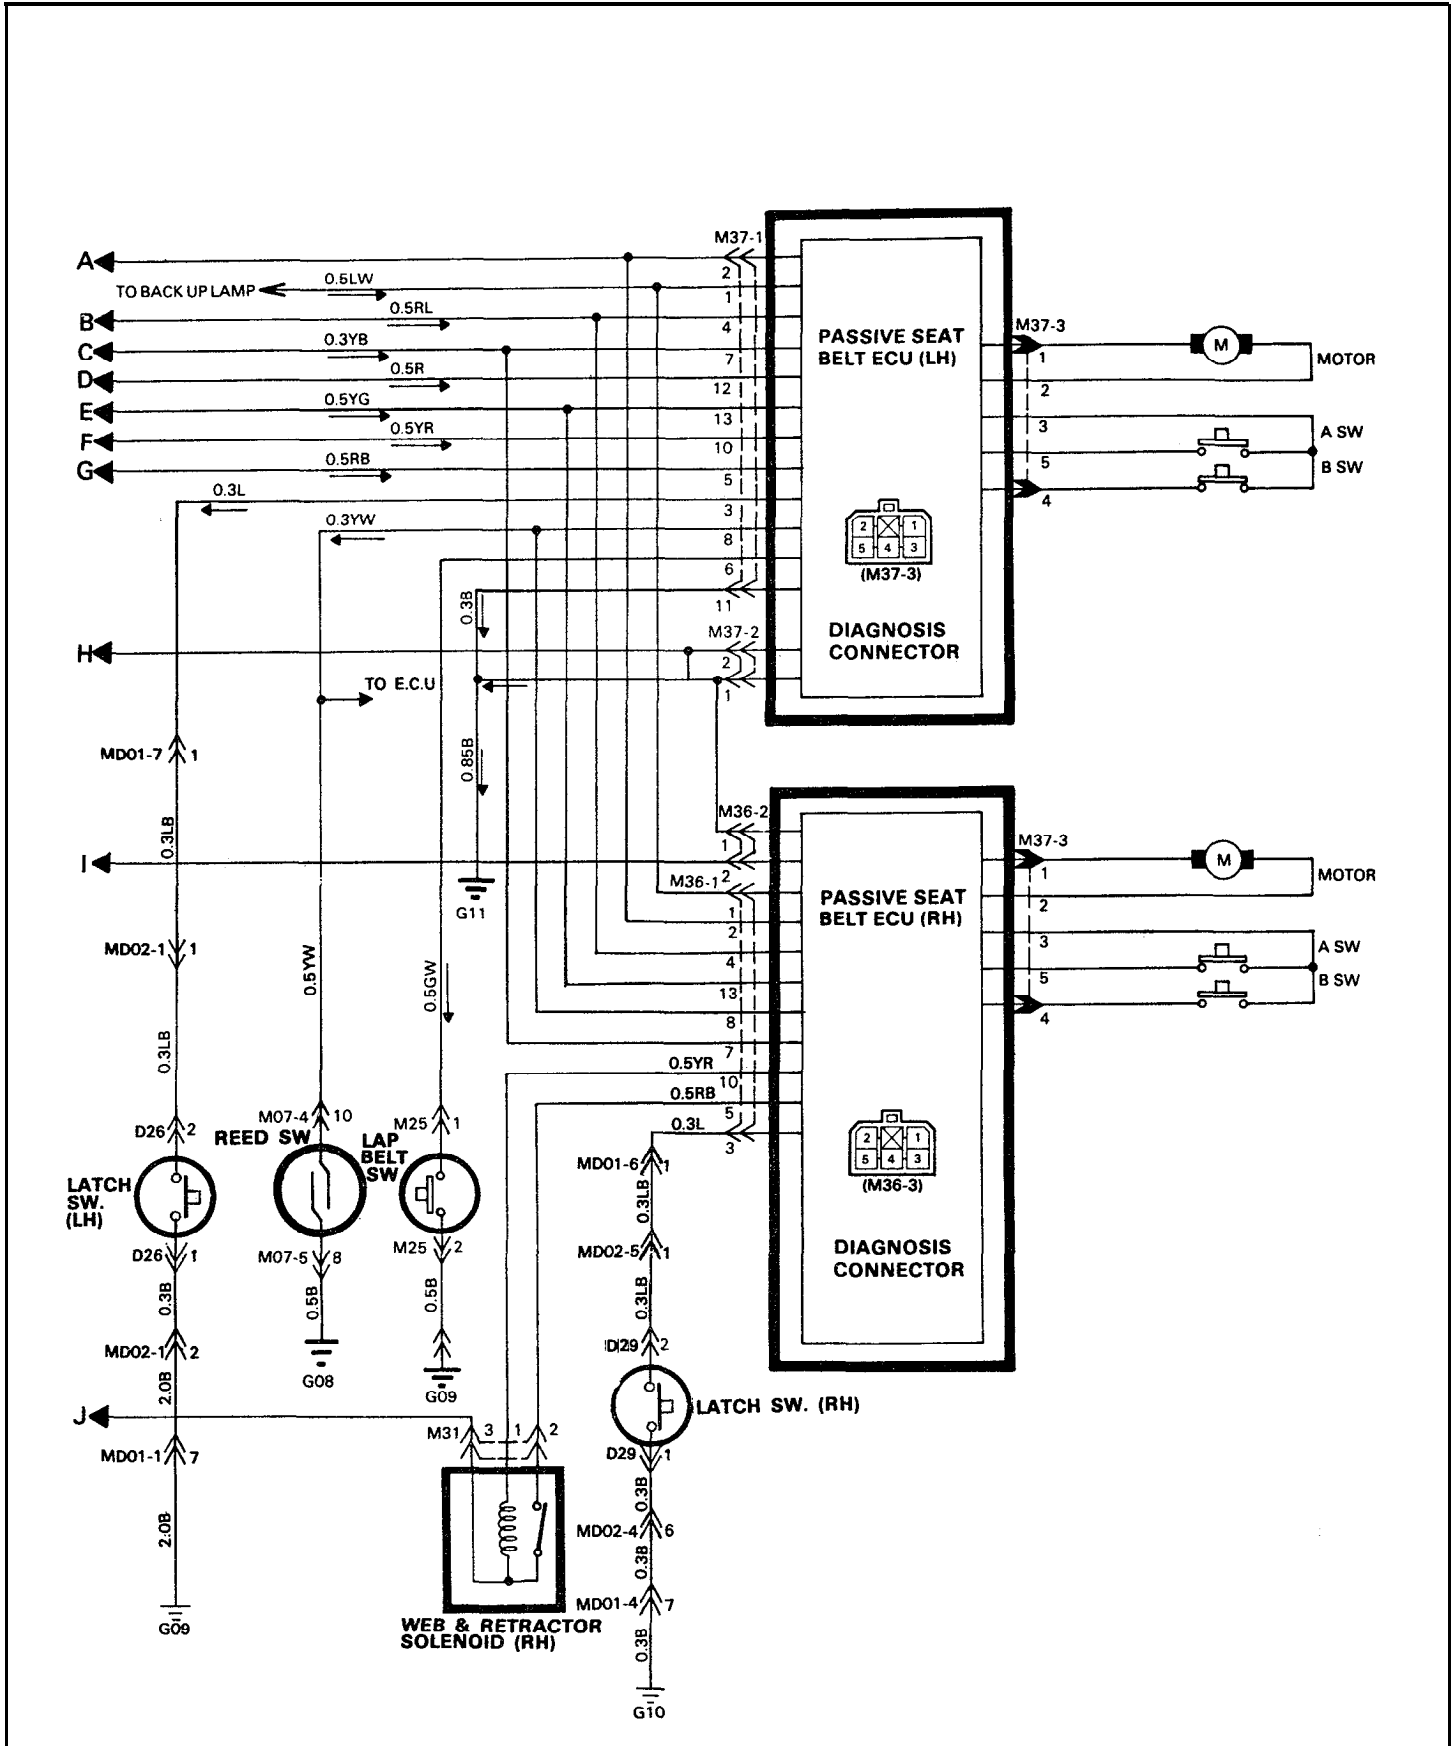 M37-1
A
2
TO BACK UP LAMP
0.5LW
1
B
0.5RL
4
C
0.3YB
7
D
0.5R
12
E
0.5YG
13
F
0.5YR
10
G
0.5RB
5
0.3L
3
0.3YW
8
6
0.3B
11
PASSIVE SEAT
BELT ECU (LH)
2
1
5
4
3
(M37-3)
DIAGNOSIS
CONNECTOR
M37-3
1
M
MOTOR
2
3
A SW
5
B SW
4
M37-2
H
2
TO E.C.U
1
MD01-7
1
0.85B
0.3LB
M36-2
1
I
2
M36-1
G11
1
2
4
13
8
7
0.5YR
10
0.5RB
5
0.3L
3
PASSIVE SEAT
BELT ECU (RH)
2
1
5
4
3
(M36-3)
DIAGNOSIS
CONNECTOR
M37-3
1
M
MOTOR
2
3
A SW
5
B SW
4
MD02-1
1
0.5YW
0.5GW
0.3LB
D26
2
LATCH
SW.
(LH)
D26
1
0.3B
MD02-1
2
2.0B
J
MD01-1
7
2.0B
G09
M07-4
10
REED SW
M07-5
8
0.5B
G08
M25
1
LAP
BELT
SW
M25
2
0.5B
G09
M31
3
1
2
WEB & RETRACTOR
SOLENOID (RH)
MD01-6
1
0.3LB
MD02-5
1
0.3LB
D29
2
LATCH SW. (RH)
D29
1
0.3B
MD02-4
6
0.3B
MD01-4
7
0.3B
G10